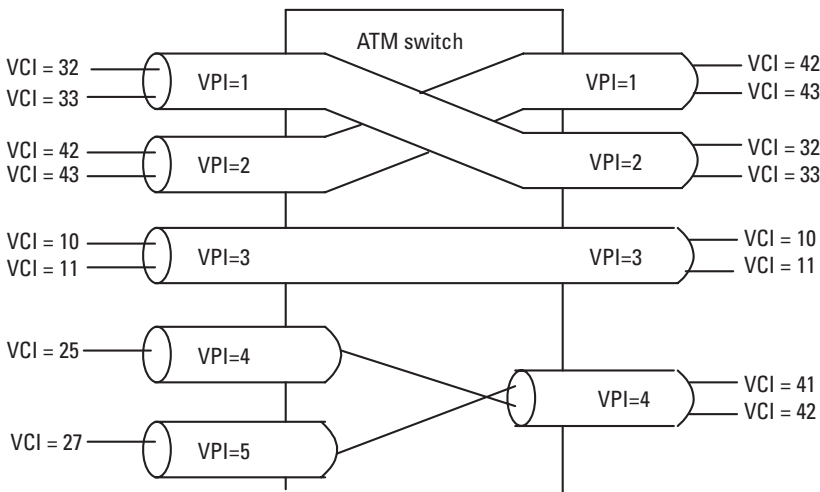 ATM switch
VCI = 32
VCI = 33
VPI=1
VPI=1
VCI = 42
VCI = 43
VCI = 42
VCI = 43
VPI=2
VPI=2
VCI = 32
VCI = 33
VCI = 10
VCI = 11
VPI=3
VPI=3
VCI = 10
VCI = 11
VCI = 25
VPI=4
VPI=4
VCI = 41
VCI = 42
VCI = 27
VPI=5